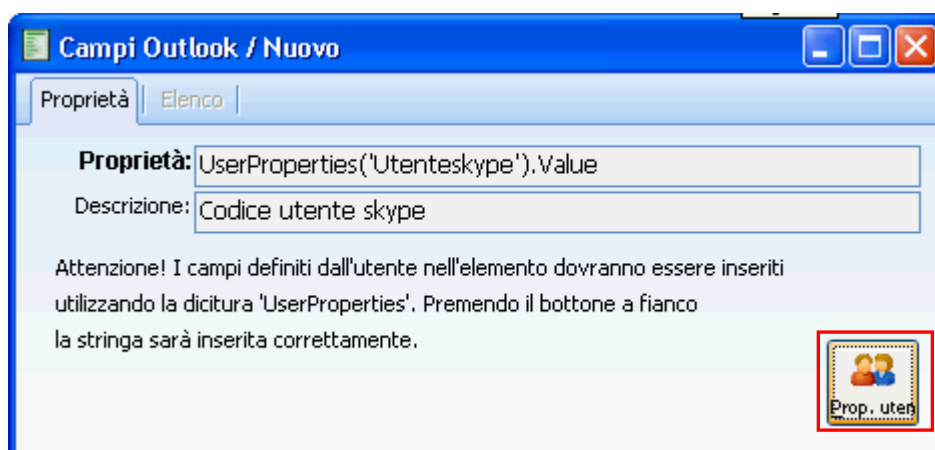 Campi Outlook / Nuovo
Proprietà Elenco
Proprietà: UserProperties('Utenteskype').Value
Descrizione: Codice utente skype
Attenzione! I campi definiti dall'utente nell'elemento dovranno essere inseriti
utilizzando la dicitura 'UserProperties'. Premendo il bottone a fianco
la stringa sarà inserita correttamente.
Prop. uten